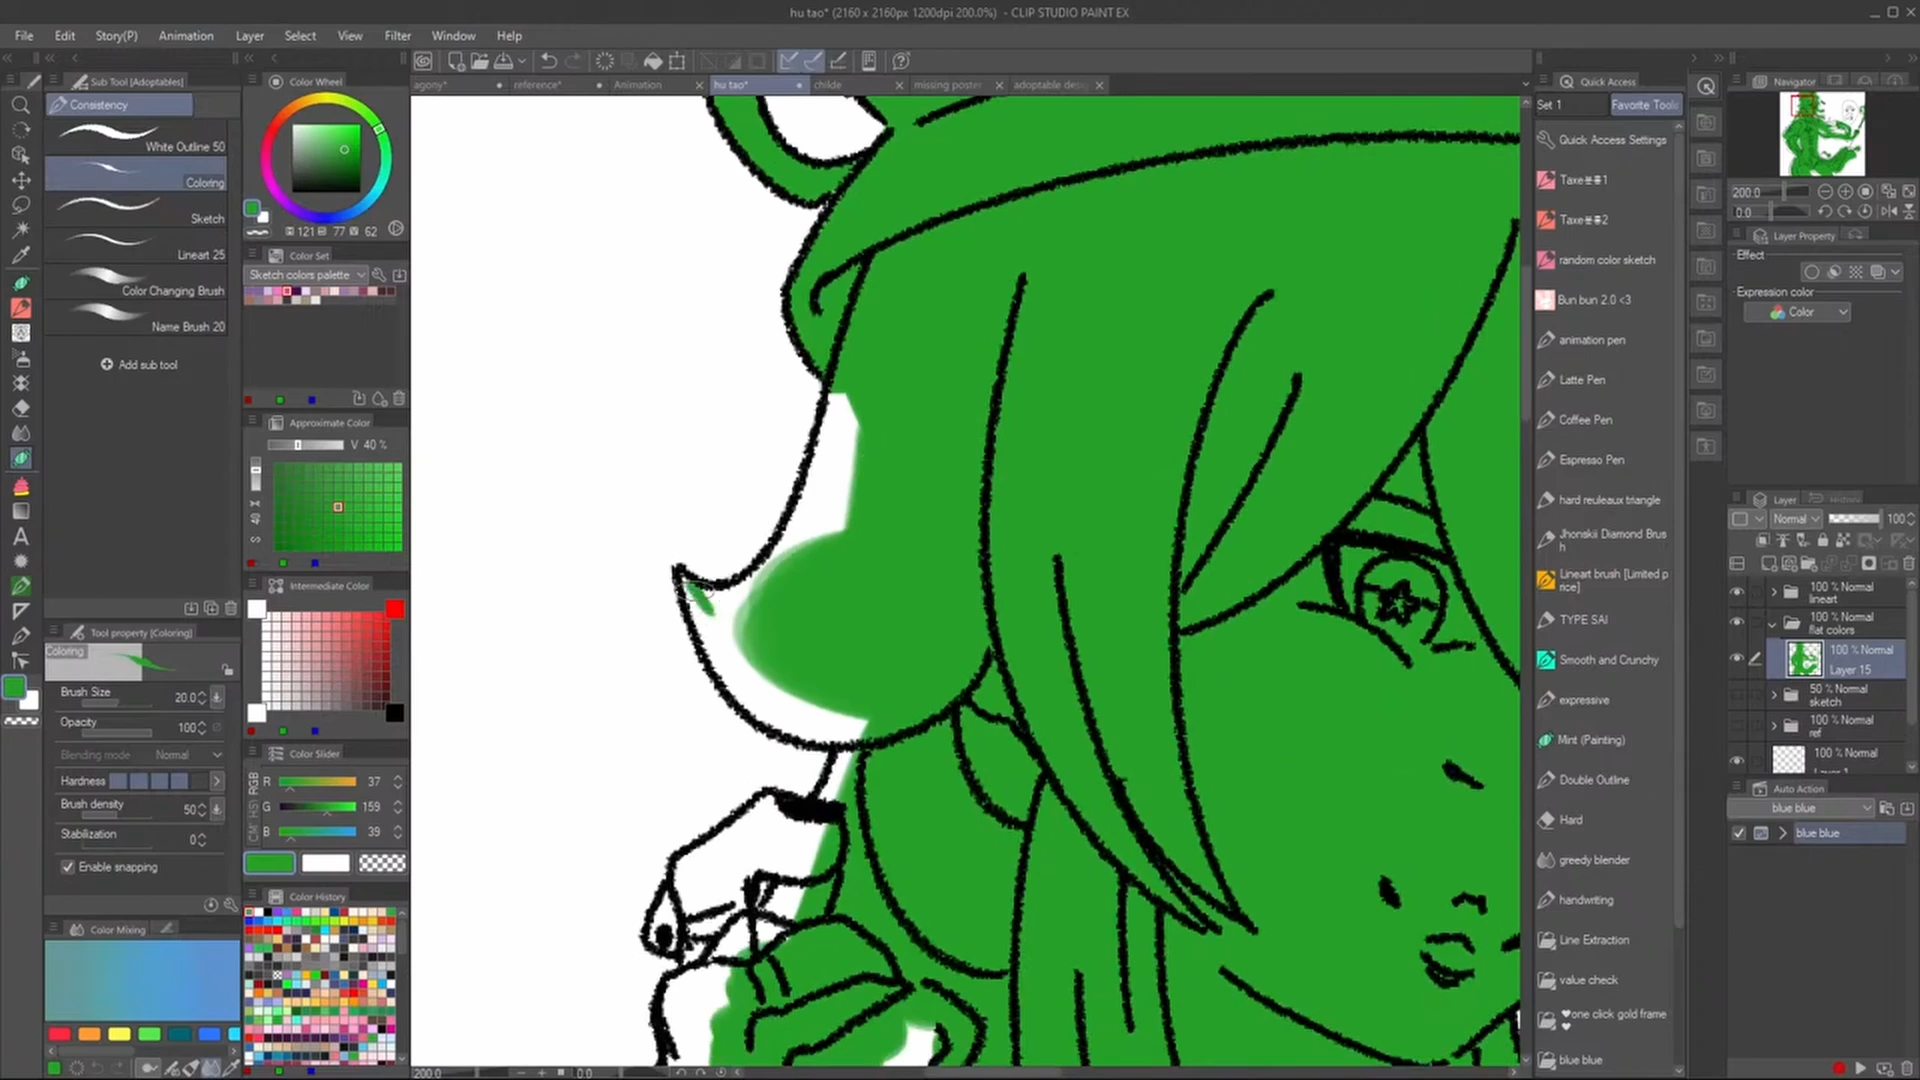 hu tao* (2160 x 2160px 1200dpi 200.0%) - CLIP STUDIO PAINT EX
File Edit Story(P) Animation Layer Select View Filter Window Help
agony* reference* Animation hu tao* childe missing poster adoptable desig
Sub Tool [Adoptables]
Consistency
White Outline 50
Coloring
Sketch
Lineart 25
Color Changing Brush
Name Brush 20
Add sub tool
Tool property [Coloring]
Coloring
Brush Size 20.0
Opacity 100
Blending mode Normal
Hardness
Brush density 50
Stabilization 0
Enable snapping
Color Mixing
Color Wheel
H 121 S 77 V 62
Color Set
Sketch colors palette
Approximate Color
V 40 %
S 40
Intermediate Color
Color Slider
R 37
G 159
B 39
Color History
200.0 0.0
Quick Access
Set 1 Favorite Tools
Quick Access Settings
random color sketch
Bun bun 2.0 <3
animation pen
Latte Pen
Coffee Pen
Espresso Pen
hard reuleaux triangle
Jhonskii Diamond Brus
h
Lineart brush [Limited p
rice]
TYPE SAI
Smooth and Crunchy
expressive
Mint (Painting)
Double Outline
Hard
greedy blender
handwriting
Line Extraction
value check
♥one click gold frame
♥
blue blue
Navigator
200.0
0.0
Layer Property
Effect
Expression color
Color
Layer History
Normal 100
100 % Normal
lineart
100 % Normal
flat colors
100 % Normal
Layer 15
50 % Normal
sketch
100 % Normal
ref
100 % Normal
Auto Action
blue blue
blue blue